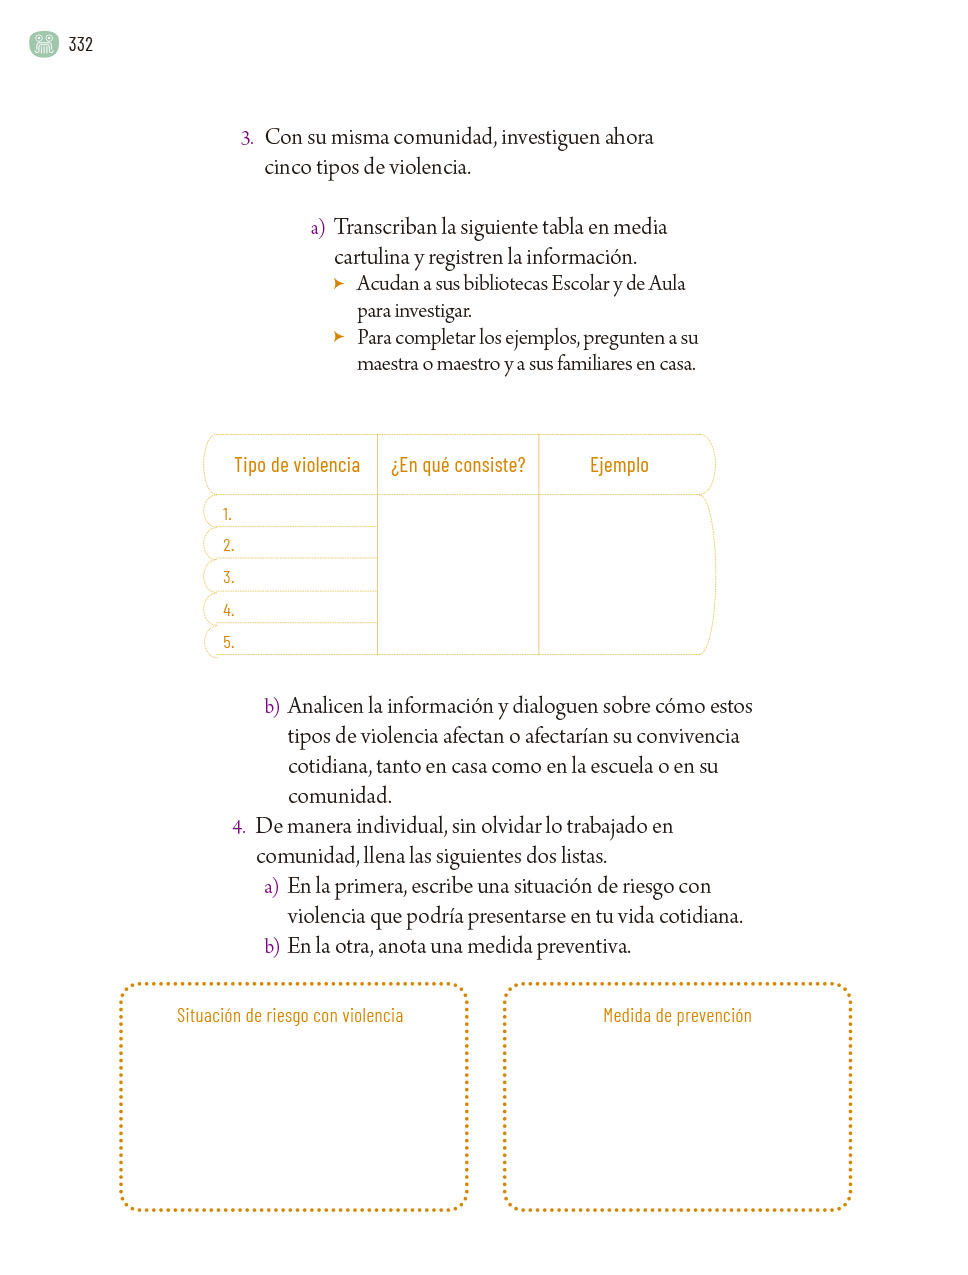 332
3. Con su misma comunidad, investiguen ahora
cinco tipos de violencia.
a) Transcriban la siguiente tabla en media
cartulina y registren la información.
➤ Acudan a sus bibliotecas Escolar y de Aula
para investigar.
➤ Para completar los ejemplos, pregunten a su
maestra o maestro y a sus familiares en casa.
Tipo de violencia ¿En qué consiste? Ejemplo
1.
2.
3.
4.
5.
b) Analicen la información y dialoguen sobre cómo estos
tipos de violencia afectan o afectarían su convivencia
cotidiana, tanto en casa como en la escuela o en su
comunidad.
4. De manera individual, sin olvidar lo trabajado en
comunidad, llena las siguientes dos listas.
a) En la primera, escribe una situación de riesgo con
violencia que podría presentarse en tu vida cotidiana.
b) En la otra, anota una medida preventiva.
Situación de riesgo con violencia
Medida de prevención